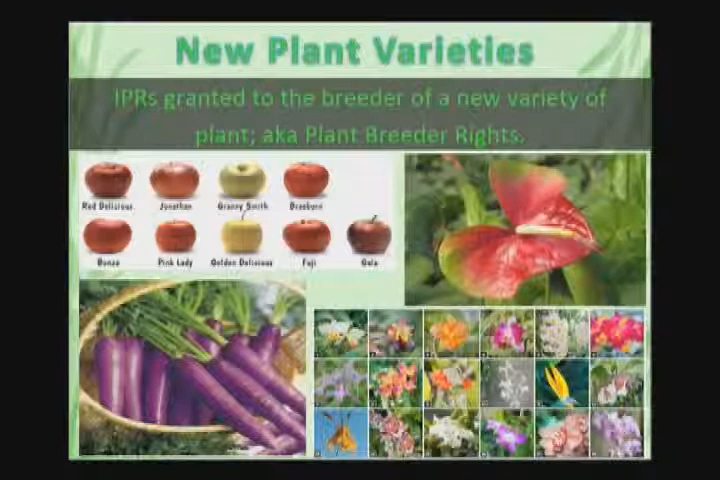 New Plant Varieties
IPRs granted to the breeder of a new variety of
plant; aka Plant Breeder Rights.
Red Delicious Jonathan Granny Smith Braeburn
Bonza Pink Lady Golden Delicious Fuji Gala